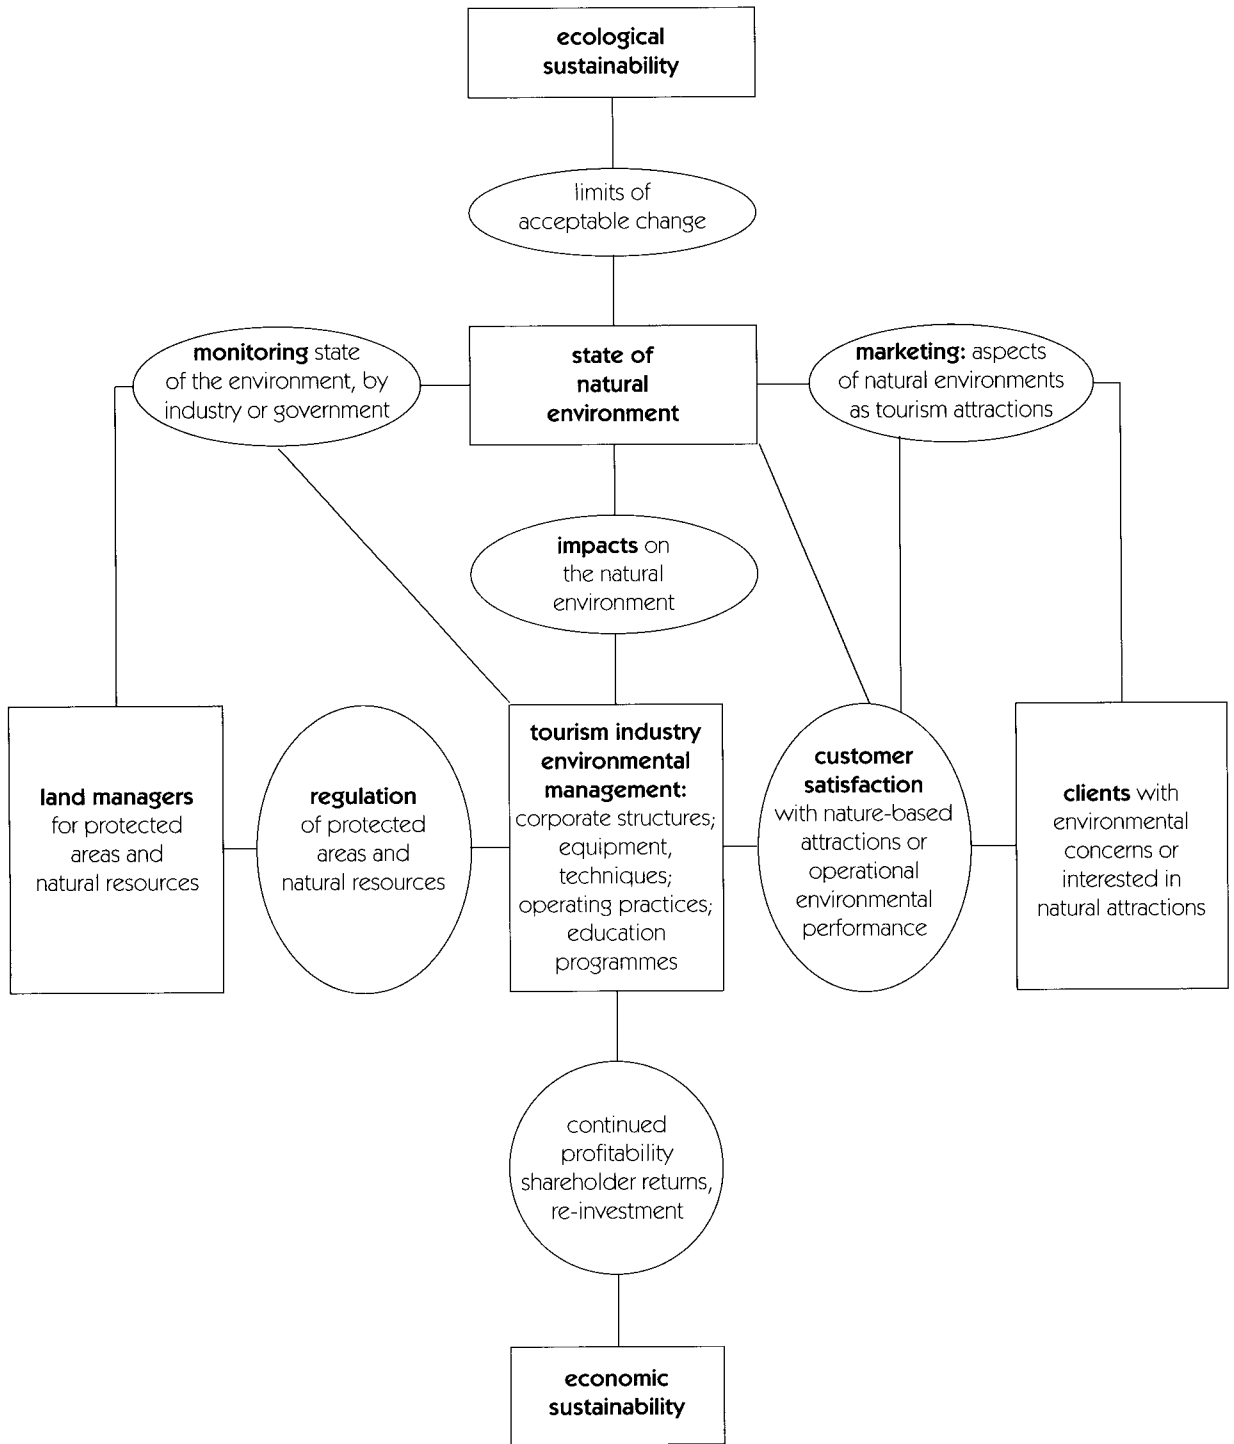 ecological
sustainability
limits of
acceptable change
monitoring state
of the environment, by
industry or government
state of
natural
environment
marketing: aspects
of natural environments
as tourism attractions
impacts on
the natural
environment
land managers
for protected
areas and
natural resources
regulation
of protected
areas and
natural resources
tourism industry
environmental
management:
corporate structures;
equipment,
techniques;
operating practices;
education
programmes
customer
satisfaction
with nature-based
attractions or
operational
environmental
performance
clients with
environmental
concerns or
interested in
natural attractions
continued
profitability
shareholder returns,
re-investment
economic
sustainability